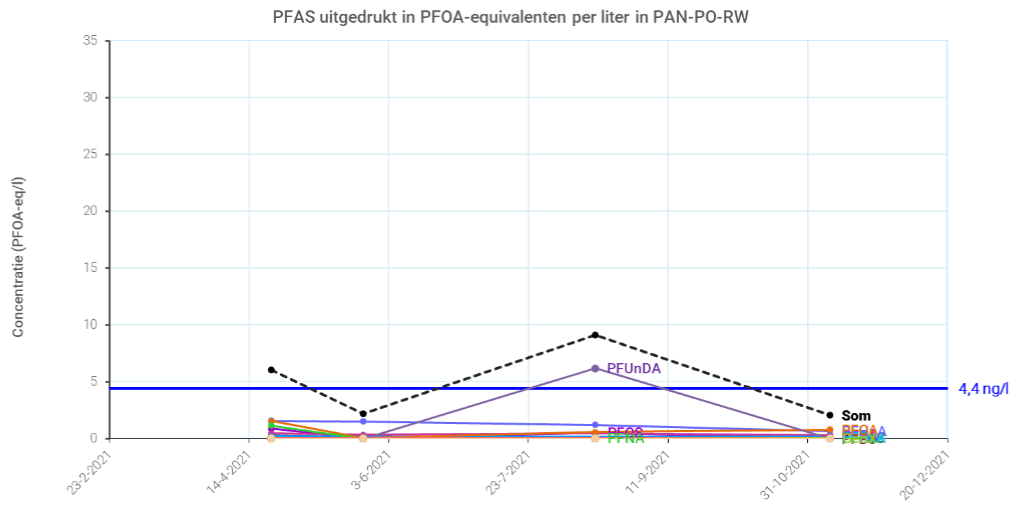 PFAS uitgedrukt in PFOA-equivalenten per liter in PAN-PO-RW
Concentratie (PFOA-eq/l)
35
30
25
20
15
10
5
0
4,4 ng/l
PFUnDA
PFOS
PFNA
Som
PFOA
23-2-2021
14-4-2021
3-6-2021
23-7-2021
11-9-2021
31-10-2021
20-12-2021